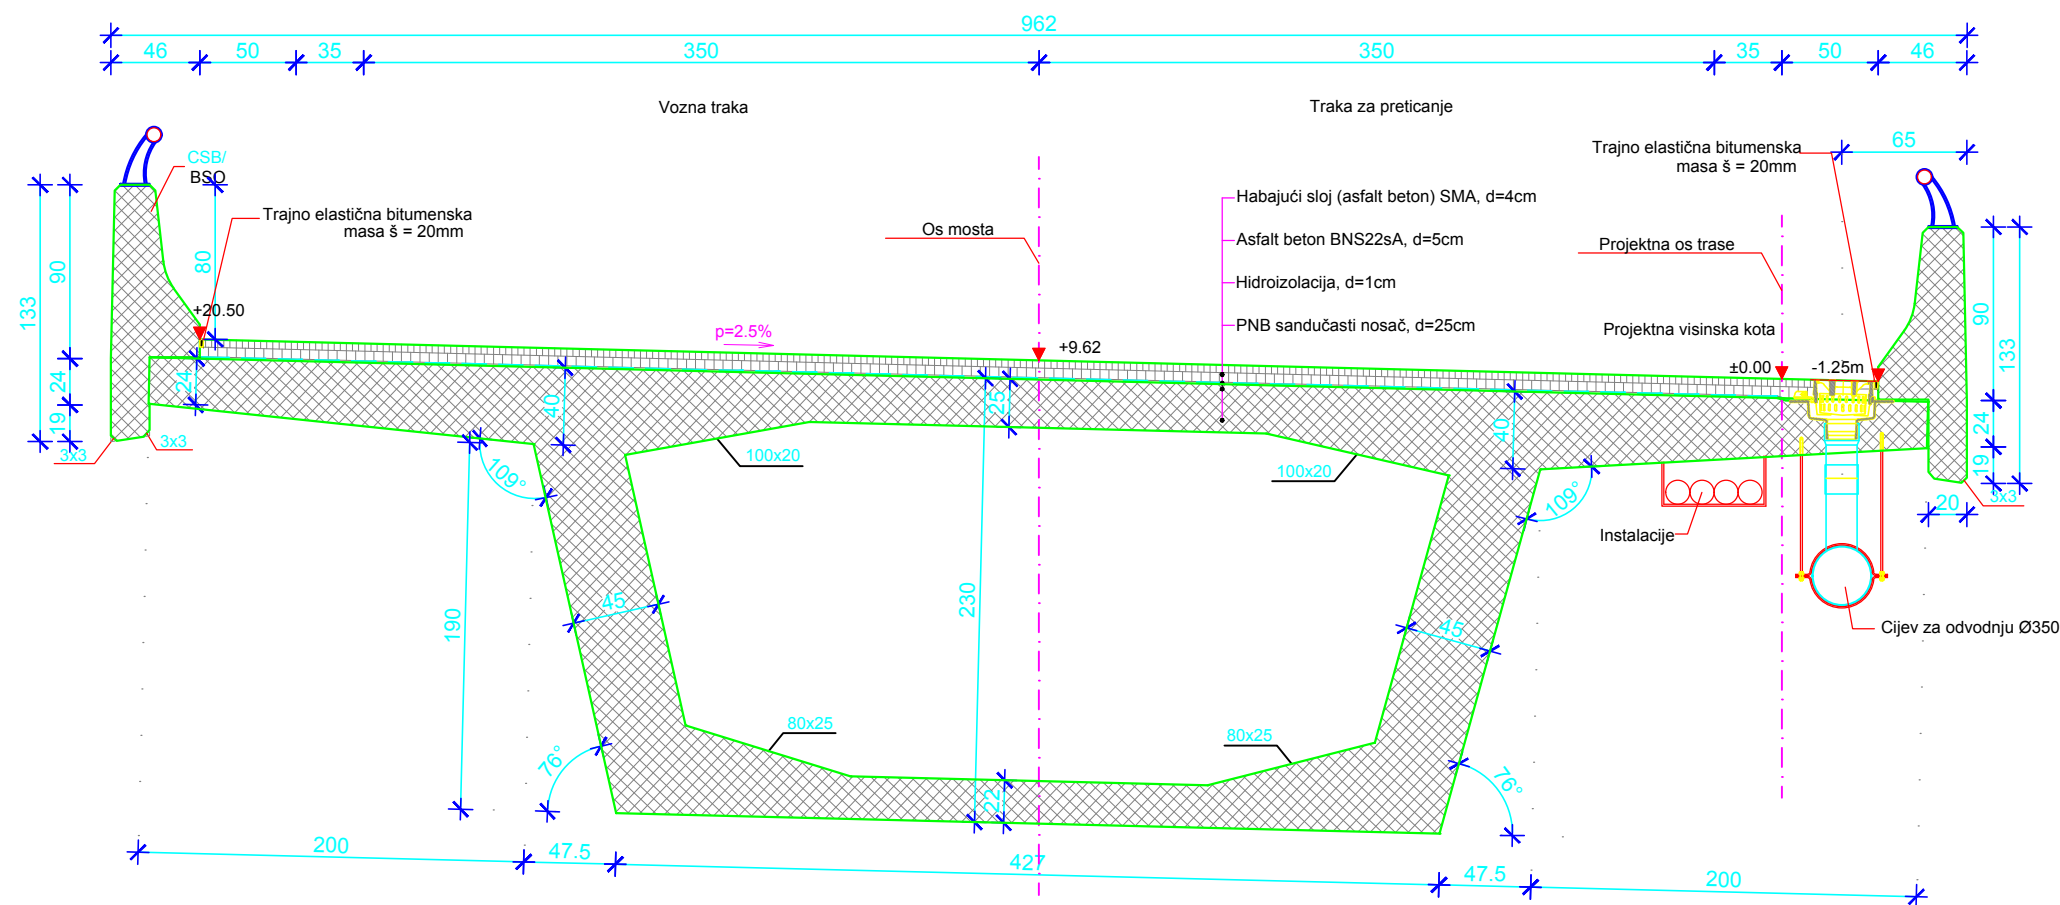 962
46 50 35 350 350 35 50 46
Vozna traka
Traka za preticanje
65
CSB/
BSO
Trajno elastična bitumenska
masa š = 20mm
Trajno elastična bitumenska
masa š = 20mm
Habajući sloj (asfalt beton) SMA, d=4cm
Asfalt beton BNS22sA, d=5cm
Hidroizolacija, d=1cm
PNB sandučasti nosač, d=25cm
Os mosta
Projektna os trase
Projektna visinska kota
133
90
24
19
80
24
+20.50
p=2.5%
+9.62
±0.00
-1.25m
90
133
24
19
20
3x3
3x3
3x3
40
25
40
100x20
100x20
109°
109°
Instalacije
45
45
190
230
Cijev za odvodnju Ø350
80x25
80x25
76°
76°
22
200 47.5 427 47.5 200